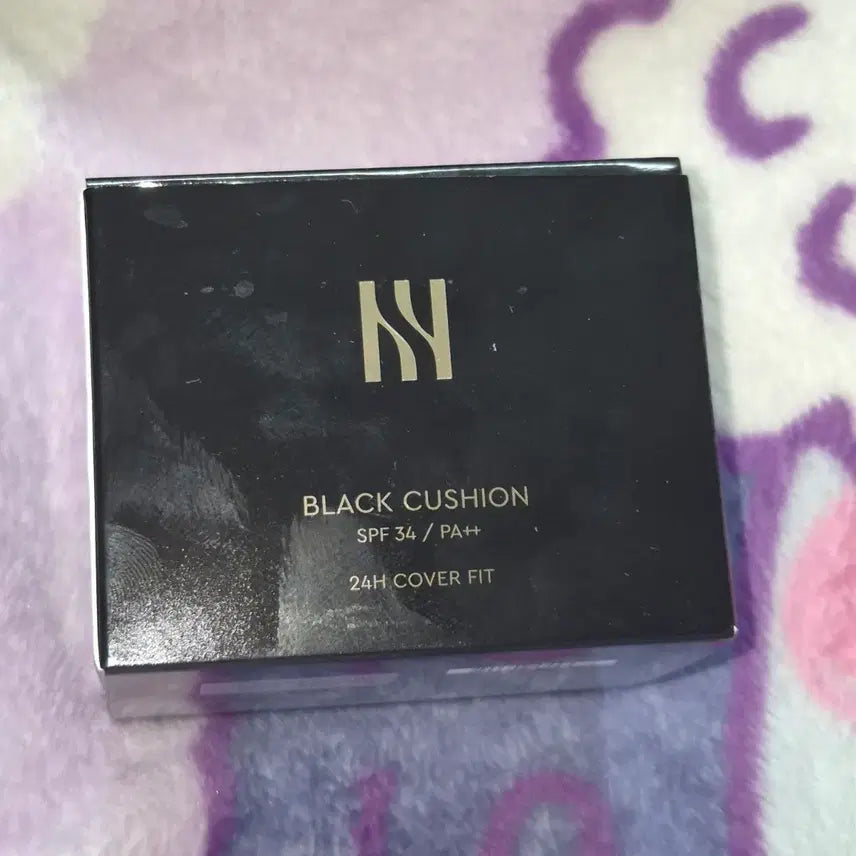 BLACK CUSHION
SPF 34 / PA++
24H COVER FIT